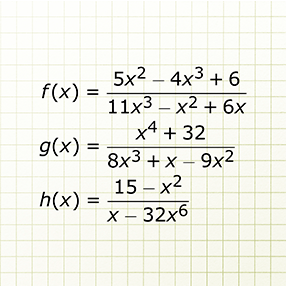 f(x) = (5x² − 4x³ + 6)/(11x³ − x² + 6x)
g(x) = (x⁴ + 32)/(8x³ + x − 9x²)
h(x) = (15 − x²)/(x − 32x⁶)